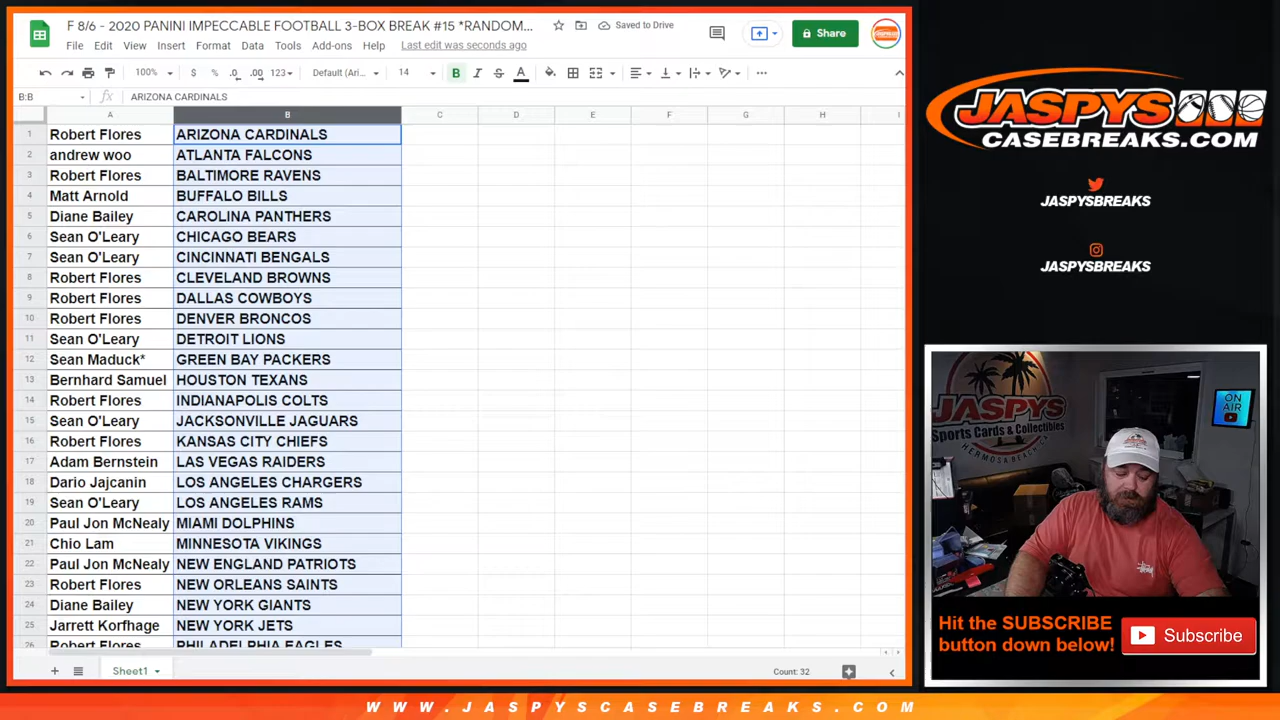 F 8/6 - 2020 PANINI IMPECCABLE FOOTBALL 3-BOX BREAK #15 *RANDOM...
Saved to Drive
Share
File Edit View Insert Format Data Tools Add-ons Help Last edit was seconds ago
100% $ % .0 .00 123 Default (Ari... 14 B I S A
B:B fx ARIZONA CARDINALS
A B C D E F G H I
1 Robert Flores ARIZONA CARDINALS
2 andrew woo ATLANTA FALCONS
3 Robert Flores BALTIMORE RAVENS
4 Matt Arnold BUFFALO BILLS
5 Diane Bailey CAROLINA PANTHERS
6 Sean O'Leary CHICAGO BEARS
7 Sean O'Leary CINCINNATI BENGALS
8 Robert Flores CLEVELAND BROWNS
9 Robert Flores DALLAS COWBOYS
10 Robert Flores DENVER BRONCOS
11 Sean O'Leary DETROIT LIONS
12 Sean Maduck* GREEN BAY PACKERS
13 Bernhard Samuel HOUSTON TEXANS
14 Robert Flores INDIANAPOLIS COLTS
15 Sean O'Leary JACKSONVILLE JAGUARS
16 Robert Flores KANSAS CITY CHIEFS
17 Adam Bernstein LAS VEGAS RAIDERS
18 Dario Jajcanin LOS ANGELES CHARGERS
19 Sean O'Leary LOS ANGELES RAMS
20 Paul Jon McNealy MIAMI DOLPHINS
21 Chio Lam MINNESOTA VIKINGS
22 Paul Jon McNealy NEW ENGLAND PATRIOTS
23 Robert Flores NEW ORLEANS SAINTS
24 Diane Bailey NEW YORK GIANTS
25 Jarrett Korfhage NEW YORK JETS
26 Robert Flores PHILADELPHIA EAGLES
Sheet1
Count: 32
JASPYS
CASEBREAKS.COM
JASPYSBREAKS
JASPYSBREAKS
JASPYS
Sports Cards & Collectibles
HERMOSA BEACH CA
ON
AIR
Hit the SUBSCRIBE
button down below!
Subscribe
WWW.JASPYSCASEBREAKS.COM